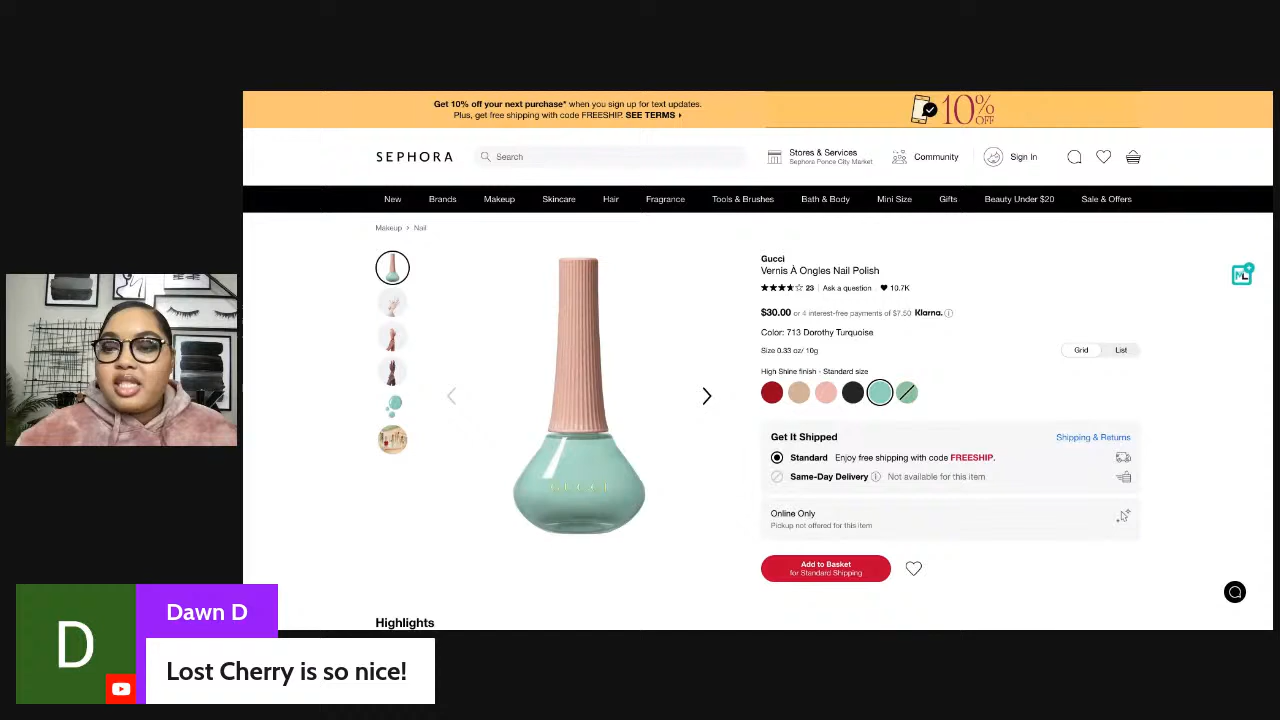 Get 10% off your next purchase* when you sign up for text updates.
Plus, get free shipping with code FREESHIP. SEE TERMS ▸
10%
OFF
SEPHORA
Search
Stores & Services
Sephora Ponce City Market
Community
Sign In
New
Brands
Makeup
Skincare
Hair
Fragrance
Tools & Brushes
Bath & Body
Mini Size
Gifts
Beauty Under $20
Sale & Offers
Makeup > Nail
Gucci
Vernis À Ongles Nail Polish
23 | Ask a question | 10.7K
$30.00 or 4 interest-free payments of $7.50 Klarna.
Color: 713 Dorothy Turquoise
Size 0.33 oz/ 10g
Grid
List
High Shine finish - Standard size
GUCCI
Get It Shipped
Shipping & Returns
Standard Enjoy free shipping with code FREESHIP.
Same-Day Delivery Not available for this item
Online Only
Pickup not offered for this item
Add to Basket
for Standard Shipping
Highlights
D
Dawn D
Lost Cherry is so nice!